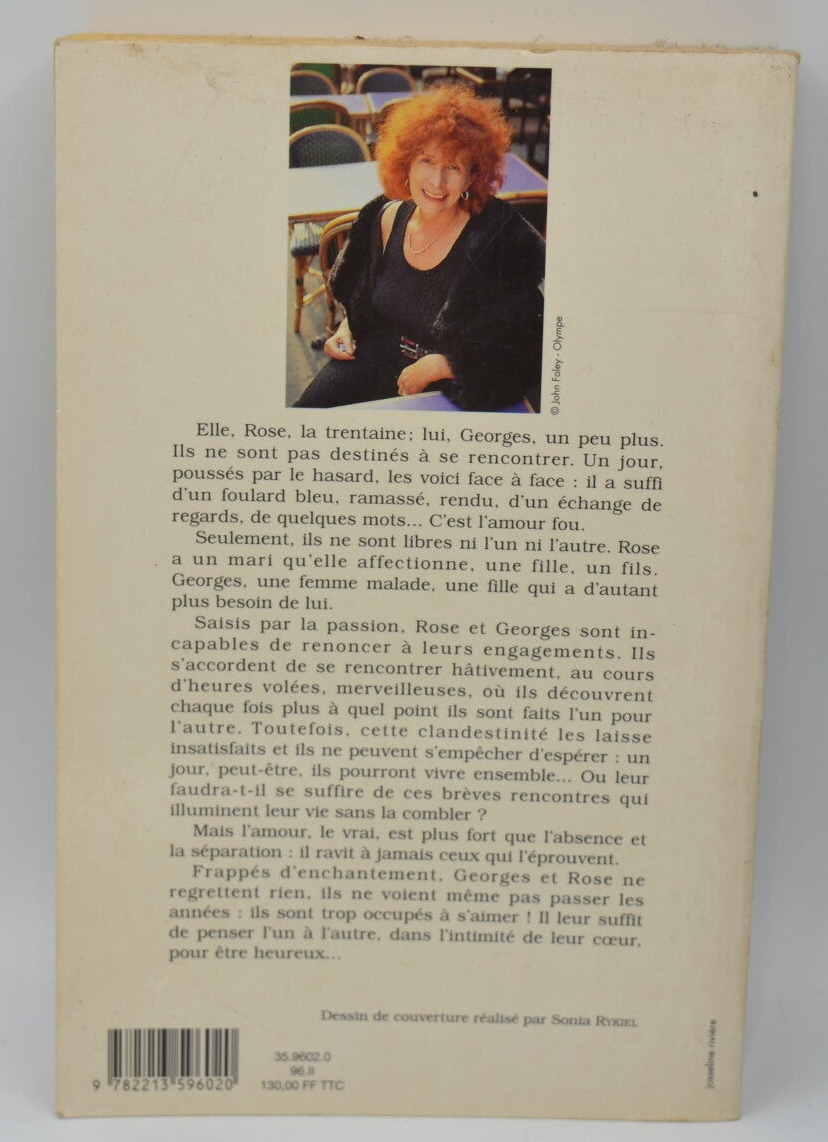 © John Foley - Olympe
Elle, Rose, la trentaine; lui, Georges, un peu plus.
Ils ne sont pas destinés à se rencontrer. Un jour,
poussés par le hasard, les voici face à face : il a suffi
d'un foulard bleu, ramassé, rendu, d'un échange de
regards, de quelques mots... C'est l'amour fou.
Seulement, ils ne sont libres ni l'un ni l'autre. Rose
a un mari qu'elle affectionne, une fille, un fils.
Georges, une femme malade, une fille qui a d'autant
plus besoin de lui.
Saisis par la passion, Rose et Georges sont in-
capables de renoncer à leurs engagements. Ils
s'accordent de se rencontrer hâtivement, au cours
d'heures volées, merveilleuses, où ils découvrent
chaque fois plus à quel point ils sont faits l'un pour
l'autre. Toutefois, cette clandestinité les laisse
insatisfaits et ils ne peuvent s'empêcher d'espérer : un
jour, peut-être, ils pourront vivre ensemble... Ou leur
faudra-t-il se suffire de ces brèves rencontres qui
illuminent leur vie sans la combler ?
Mais l'amour, le vrai, est plus fort que l'absence et
la séparation : il ravit à jamais ceux qui l'éprouvent.
Frappés d'enchantement, Georges et Rose ne
regrettent rien, ils ne voient même pas passer les
années : ils sont trop occupés à s'aimer ! Il leur suffit
de penser l'un à l'autre, dans l'intimité de leur cœur,
pour être heureux...
Dessin de couverture réalisé par Sonia RYKIEL
josseline rivière
35.9602.0
96.II
130,00 FF TTC
9 782213 596020